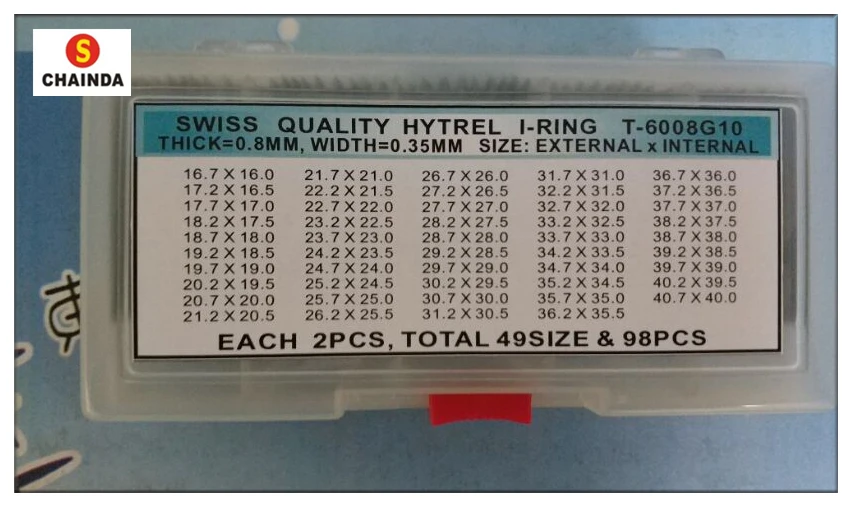 S
CHAINDA
SWISS QUALITY HYTREL I-RING T-6008G10
THICK=0.8MM, WIDTH=0.35MM SIZE: EXTERNAL x INTERNAL
16.7 X 16.0 21.7 X 21.0 26.7 X 26.0 31.7 X 31.0 36.7 X 36.0
17.2 X 16.5 22.2 X 21.5 27.2 X 26.5 32.2 X 31.5 37.2 X 36.5
17.7 X 17.0 22.7 X 22.0 27.7 X 27.0 32.7 X 32.0 37.7 X 37.0
18.2 X 17.5 23.2 X 22.5 28.2 X 27.5 33.2 X 32.5 38.2 X 37.5
18.7 X 18.0 23.7 X 23.0 28.7 X 28.0 33.7 X 33.0 38.7 X 38.0
19.2 X 18.5 24.2 X 23.5 29.2 X 28.5 34.2 X 33.5 39.2 X 38.5
19.7 X 19.0 24.7 X 24.0 29.7 X 29.0 34.7 X 34.0 39.7 X 39.0
20.2 X 19.5 25.2 X 24.5 30.2 X 29.5 35.2 X 34.5 40.2 X 39.5
20.7 X 20.0 25.7 X 25.0 30.7 X 30.0 35.7 X 35.0 40.7 X 40.0
21.2 X 20.5 26.2 X 25.5 31.2 X 30.5 36.2 X 35.5
EACH 2PCS, TOTAL 49SIZE & 98PCS